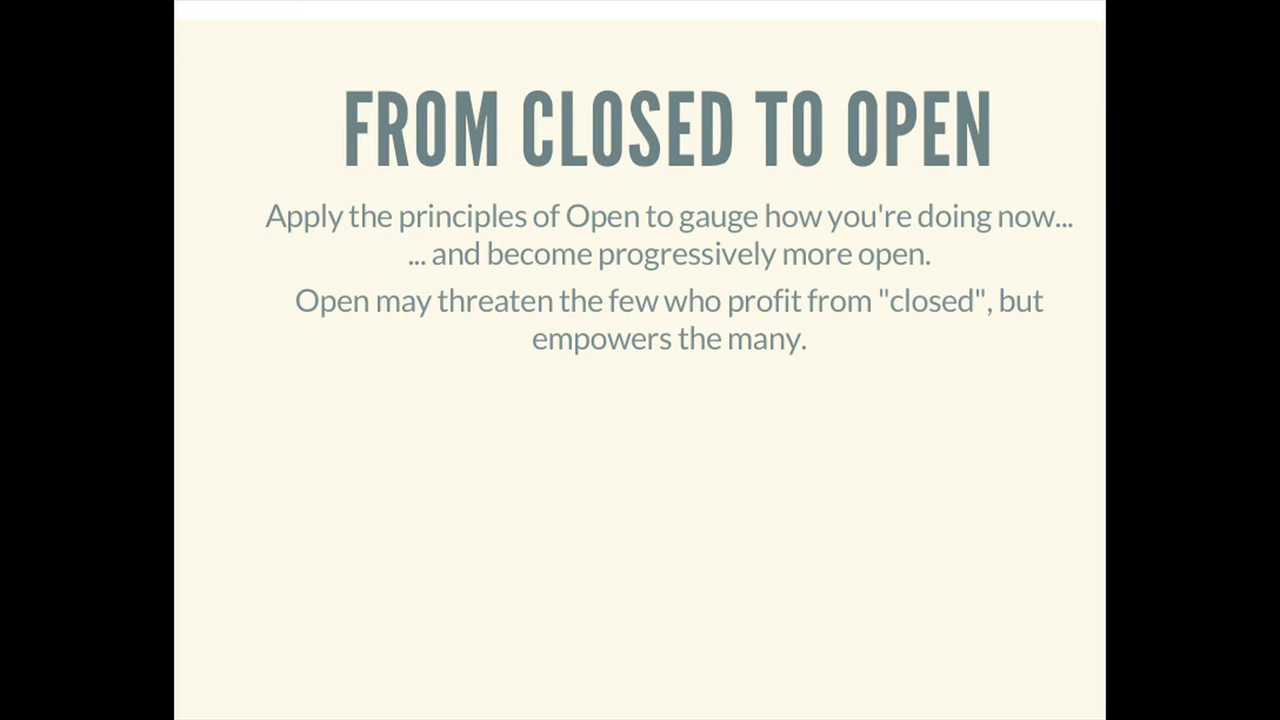 FROM CLOSED TO OPEN
Apply the principles of Open to gauge how you're doing now...
... and become progressively more open.
Open may threaten the few who profit from "closed", but
empowers the many.